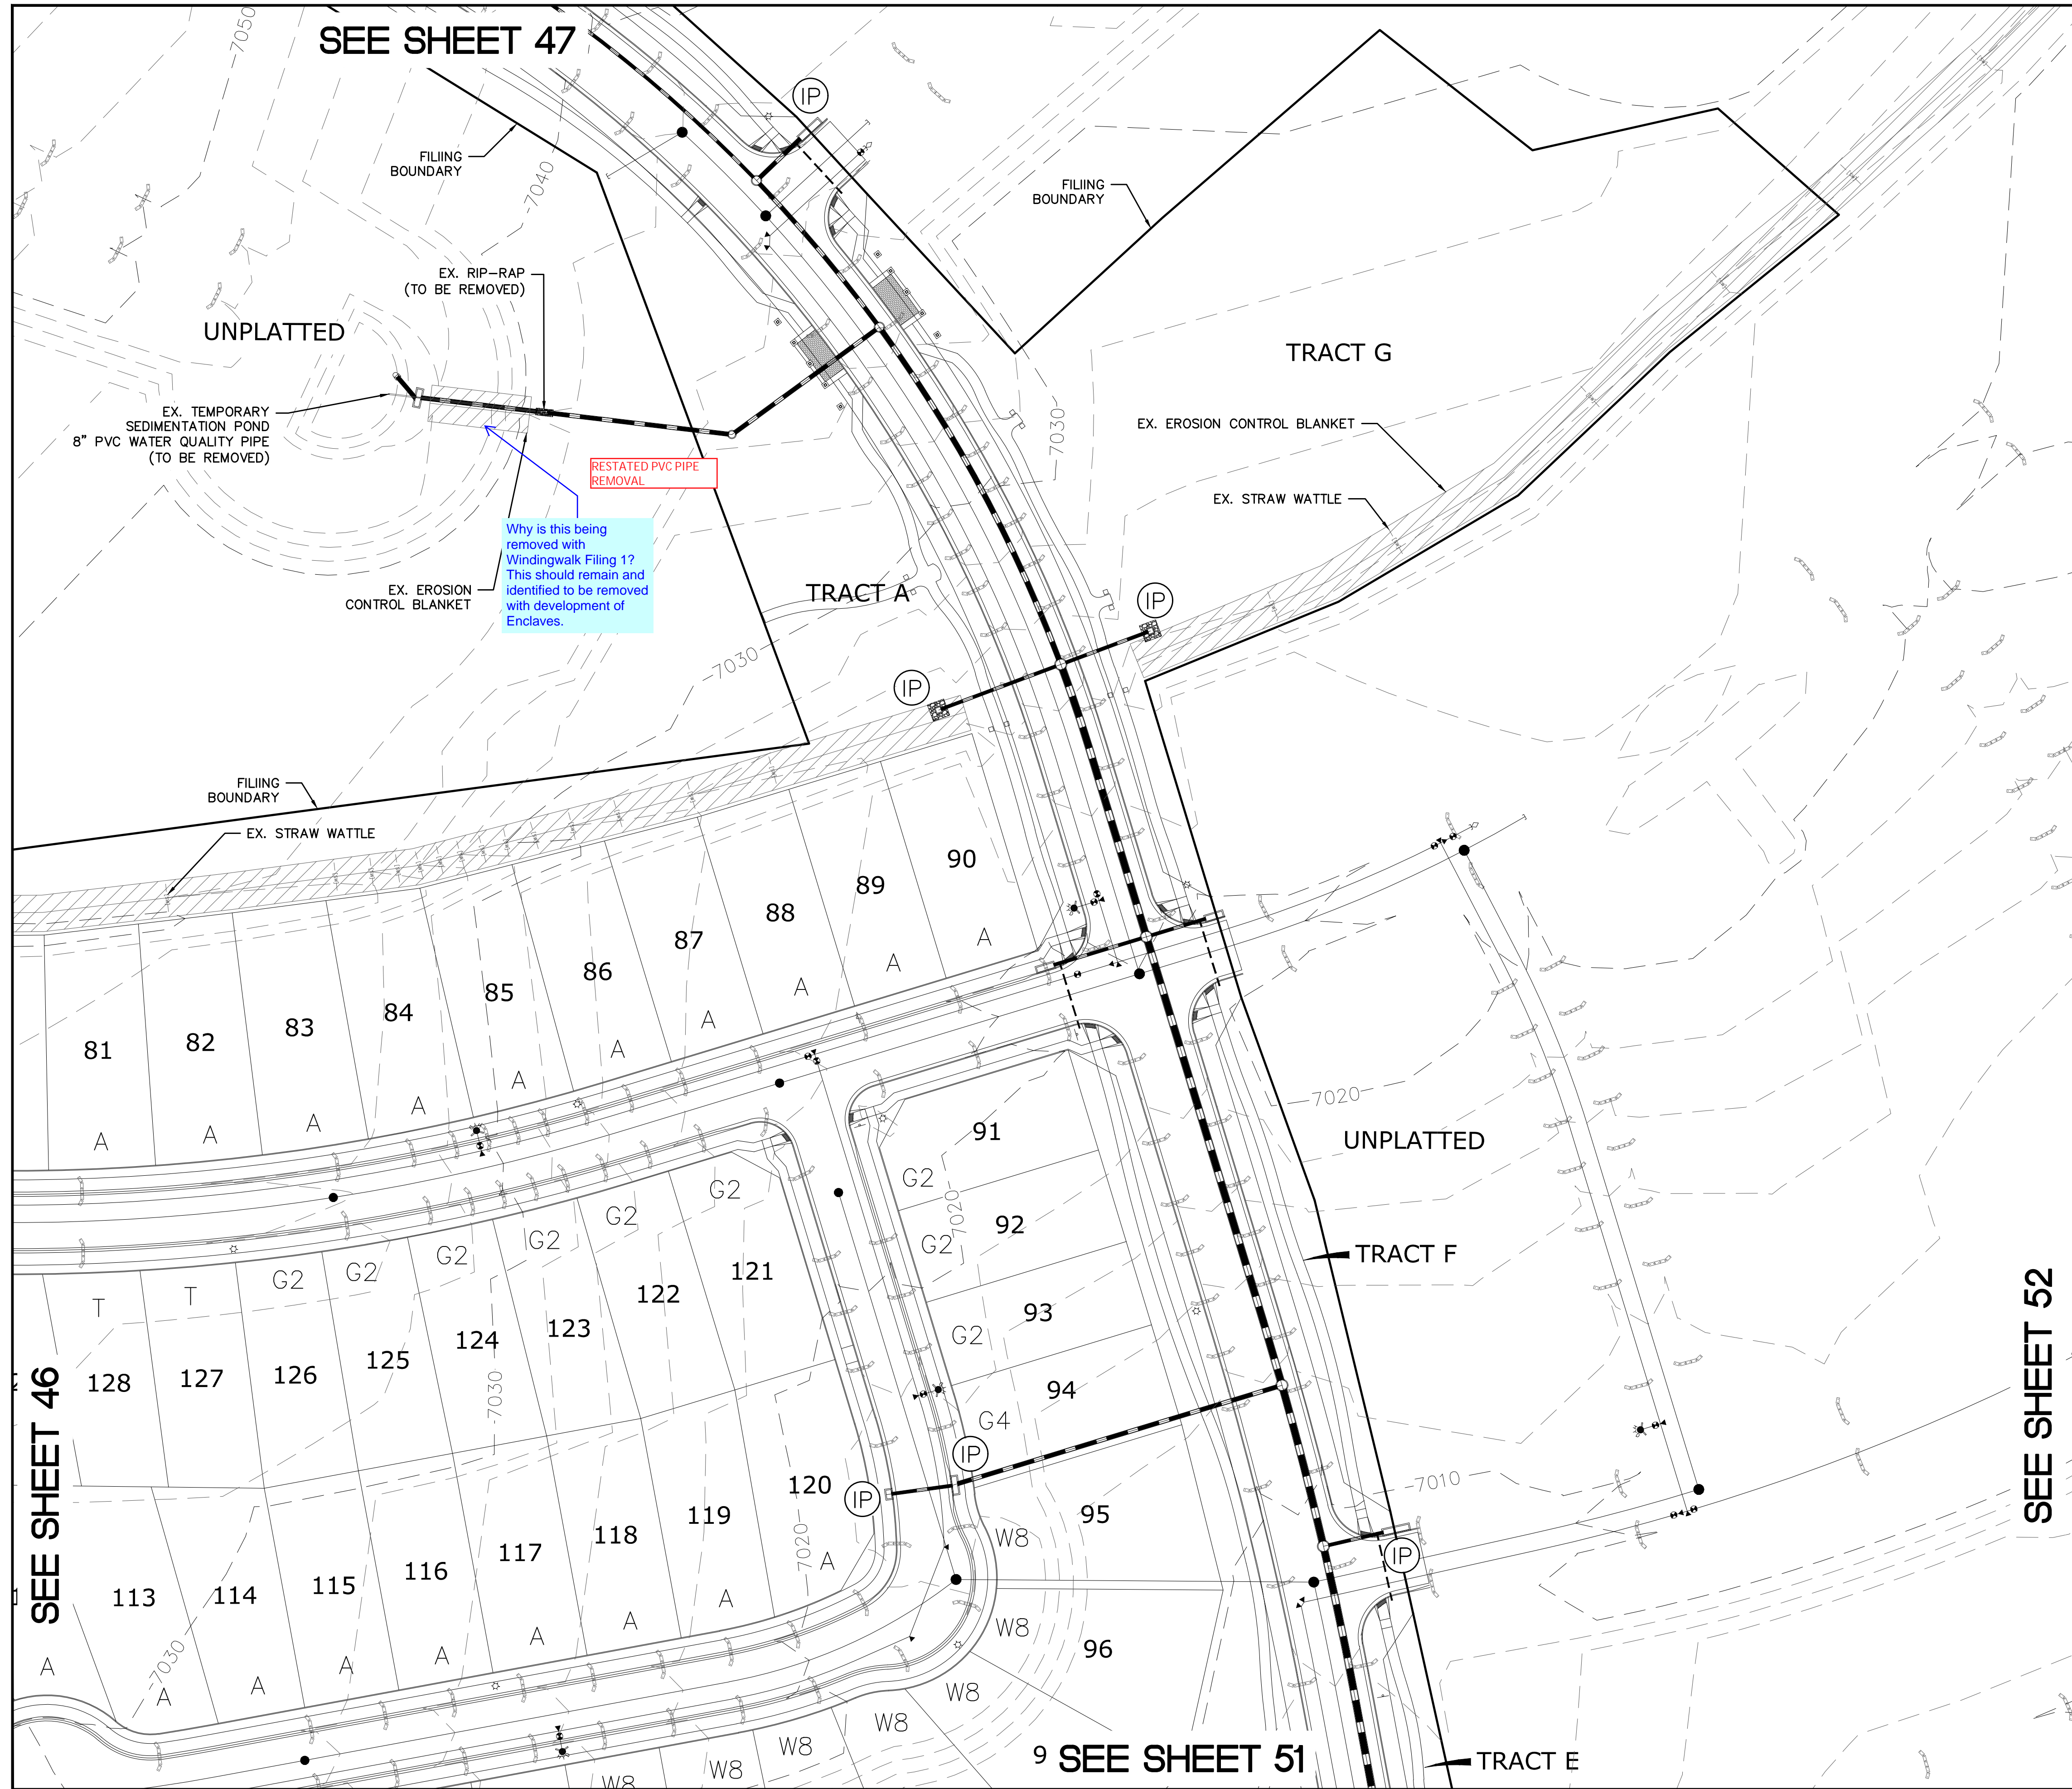 SEE SHEET 47
7050
IP
FILIING
BOUNDARY
7040
FILIING
BOUNDARY
EX. RIP-RAP
(TO BE REMOVED)
UNPLATTED
TRACT G
EX. TEMPORARY
SEDIMENTATION POND
8" PVC WATER QUALITY PIPE
(TO BE REMOVED)
7030
EX. EROSION CONTROL BLANKET
RESTATED PVC PIPE
REMOVAL
EX. STRAW WATTLE
Why is this being
removed with
Windingwalk Filing 1?
This should remain and
identified to be removed
with development of
Enclaves.
EX. EROSION
CONTROL BLANKET
TRACT A
IP
7030
IP
FILIING
BOUNDARY
EX. STRAW WATTLE
90
89
88
87
86
85
84
83
82
81
A
A
A
A
A
A
A
A
A
A
7020
UNPLATTED
91
G2
92
7020
G2
93
G2
94
G4
TRACT F
G2
G2
G2
G2
G2
G2
T
T
121
122
123
124
125
126
127
128
7030
SEE SHEET 46
SEE SHEET 52
IP
IP
7010
IP
120
119
118
117
116
115
114
113
7020
95
96
W8
W8
W8
W8
W8
W8
W8
A
A
A
A
A
A
A
A
A
7030
9
SEE SHEET 51
TRACT E